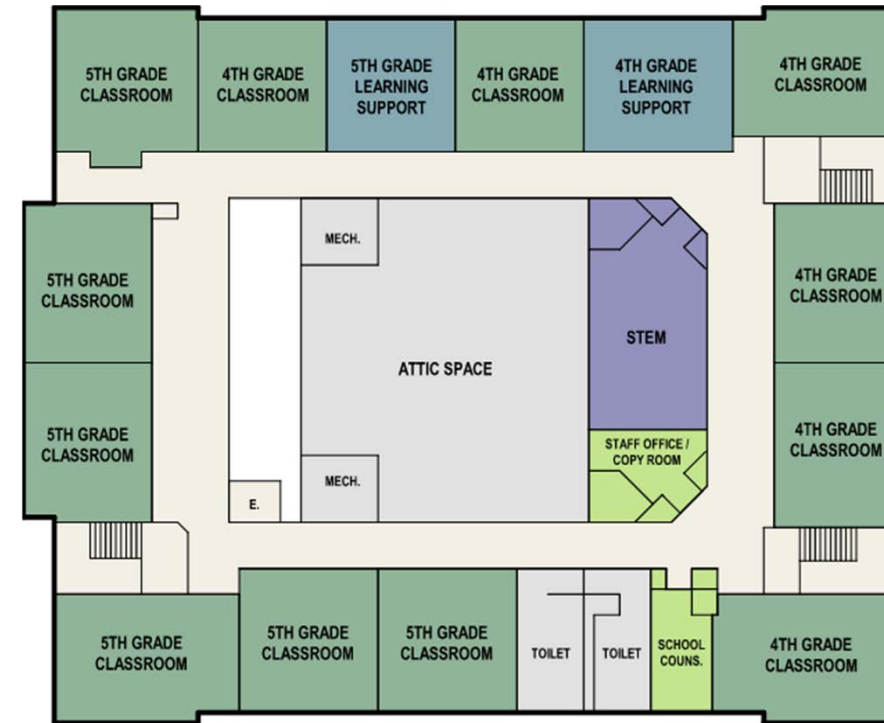 5TH GRADE
CLASSROOM
4TH GRADE
CLASSROOM
5TH GRADE
LEARNING
SUPPORT
4TH GRADE
CLASSROOM
4TH GRADE
LEARNING
SUPPORT
4TH GRADE
CLASSROOM
MECH.
5TH GRADE
CLASSROOM
4TH GRADE
CLASSROOM
STEM
ATTIC SPACE
5TH GRADE
CLASSROOM
STAFF OFFICE /
COPY ROOM
4TH GRADE
CLASSROOM
MECH.
E.
5TH GRADE
CLASSROOM
5TH GRADE
CLASSROOM
5TH GRADE
CLASSROOM
TOILET
TOILET
SCHOOL
COUNS.
4TH GRADE
CLASSROOM